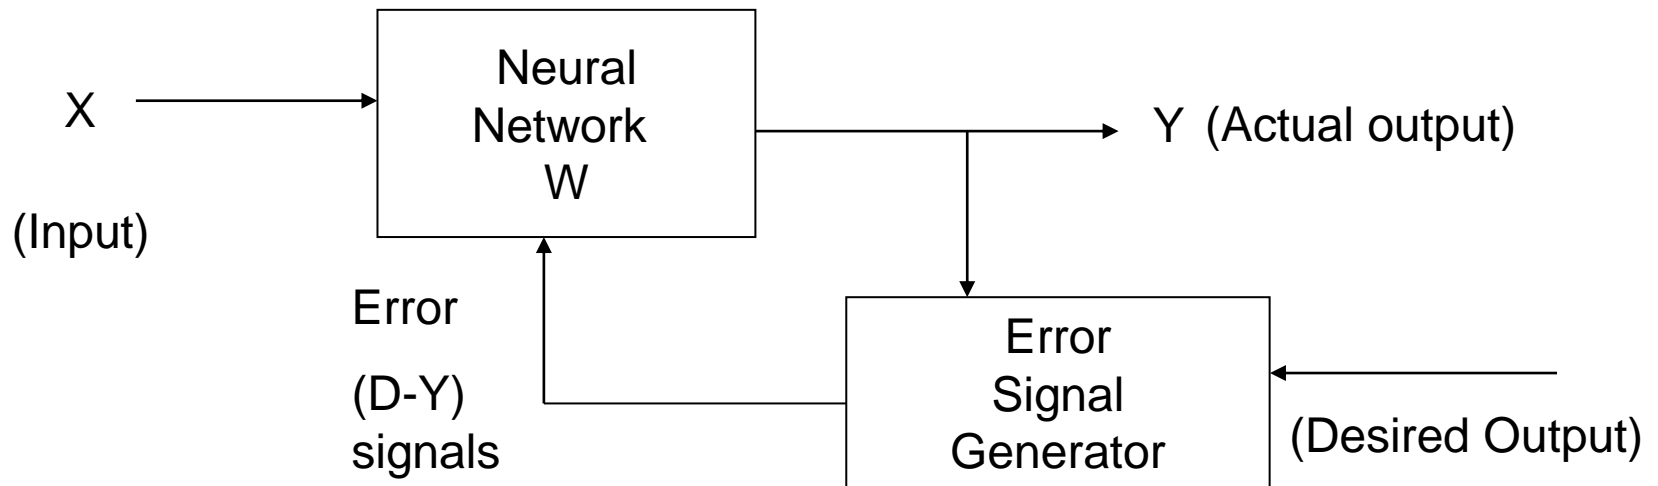 X
(Input)
Neural
Network
W
Y (Actual output)
Error
(D-Y)
signals
Error
Signal
Generator
(Desired Output)